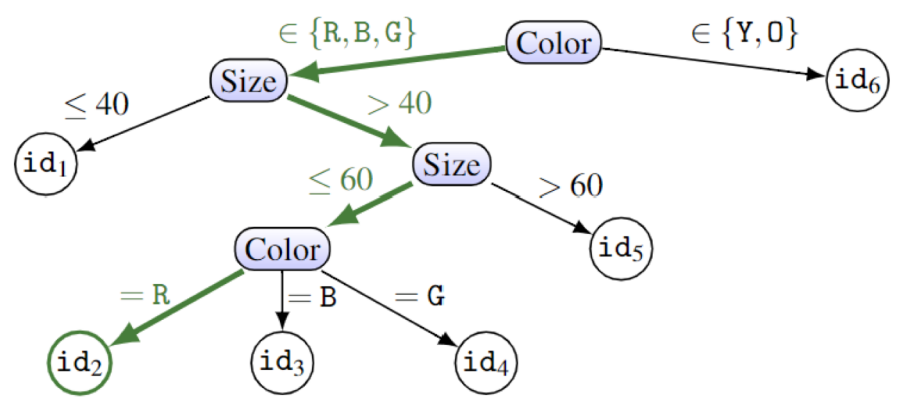 ∈ {R, B, G}
Color
∈ {Y, O}
Size
id₆
≤ 40
> 40
id₁
Size
≤ 60
> 60
Color
id₅
= R
= B
= G
id₂
id₃
id₄